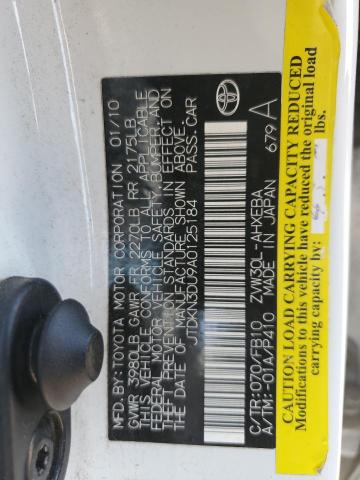 MFD.BY:TOYOTA MOTOR CORPORATION 01/10
GVWR 3980LB GAWR FR 2270LB RR 2175LB
THIS VEHICLE CONFORMS TO ALL APPLICABLE
FEDERAL MOTOR VEHICLE SAFETY, BUMPER, AND
THEFT PREVENTION STANDARDS IN EFFECT ON
THE DATE OF MANUFACTURE SHOWN ABOVE.
JTDKN3DU9A0125184 PASS.CAR
C/TR:070/FB10 ZVW30L-AHXEBA
A/TM:-01A/P410 MADE IN JAPAN 679 A
TOYOTA
CAUTION LOAD CARRYING CAPACITY REDUCED
Modifications to this vehicle have reduced the original load
carrying capacity by lbs.